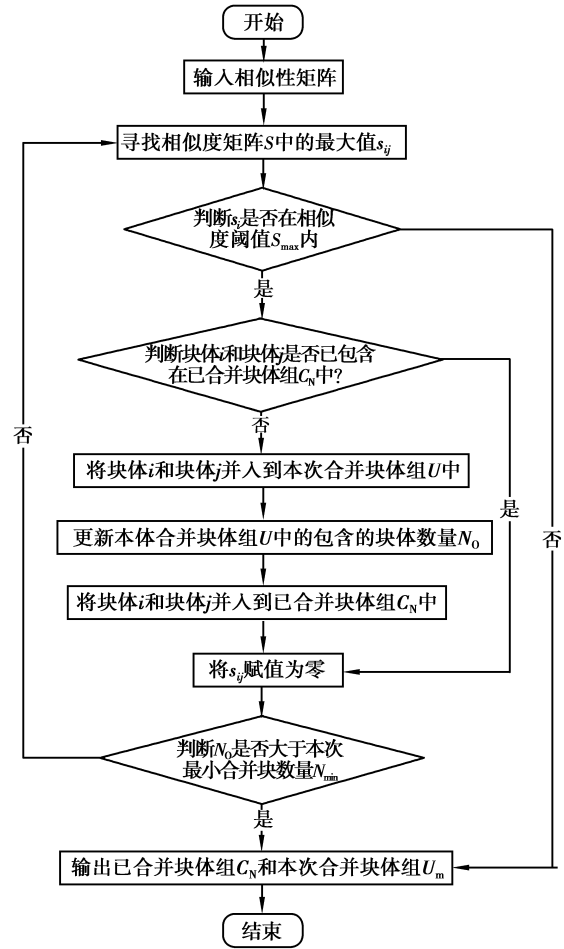 开始
输入相似性矩阵
寻找相似度矩阵S中的最大值sij
判断si是否在相似
度阈值Smax内
是
判断块体i和块体j是否已包含
在已合并块体组CN中?
否
否
将块体i和块体j并入到本次合并块体组U中
是
更新本体合并块体组U中的包含的块体数量NO
否
将块体i和块体j并入到已合并块体组CN中
将sij赋值为零
判断NO是否大于本次
最小合并块数量Nmin
是
输出已合并块体组CN和本次合并块体组Um
结束